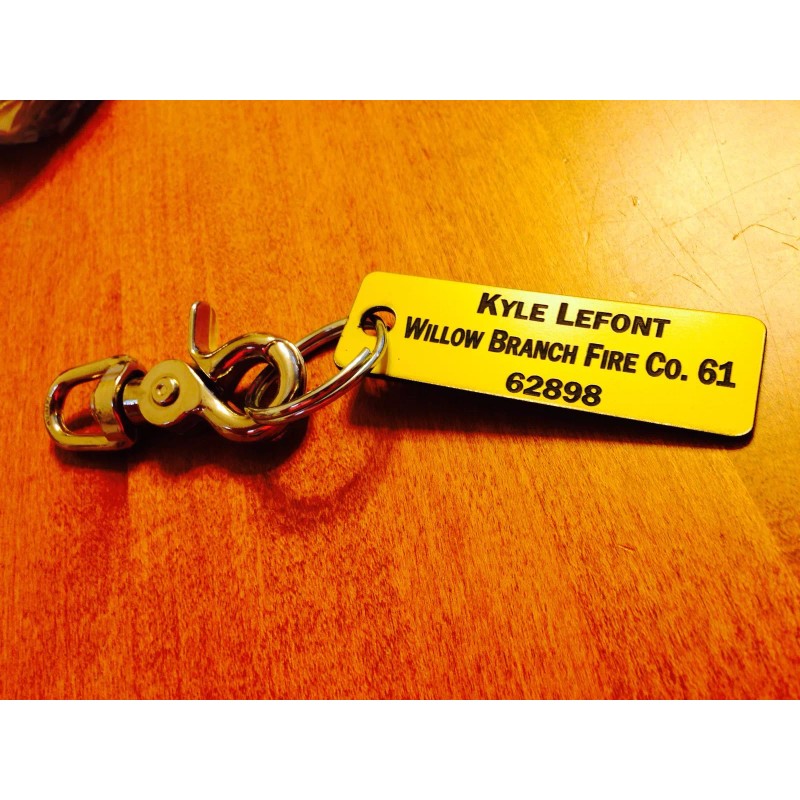 Kyle Lefont
Willow Branch Fire Co. 61
62898